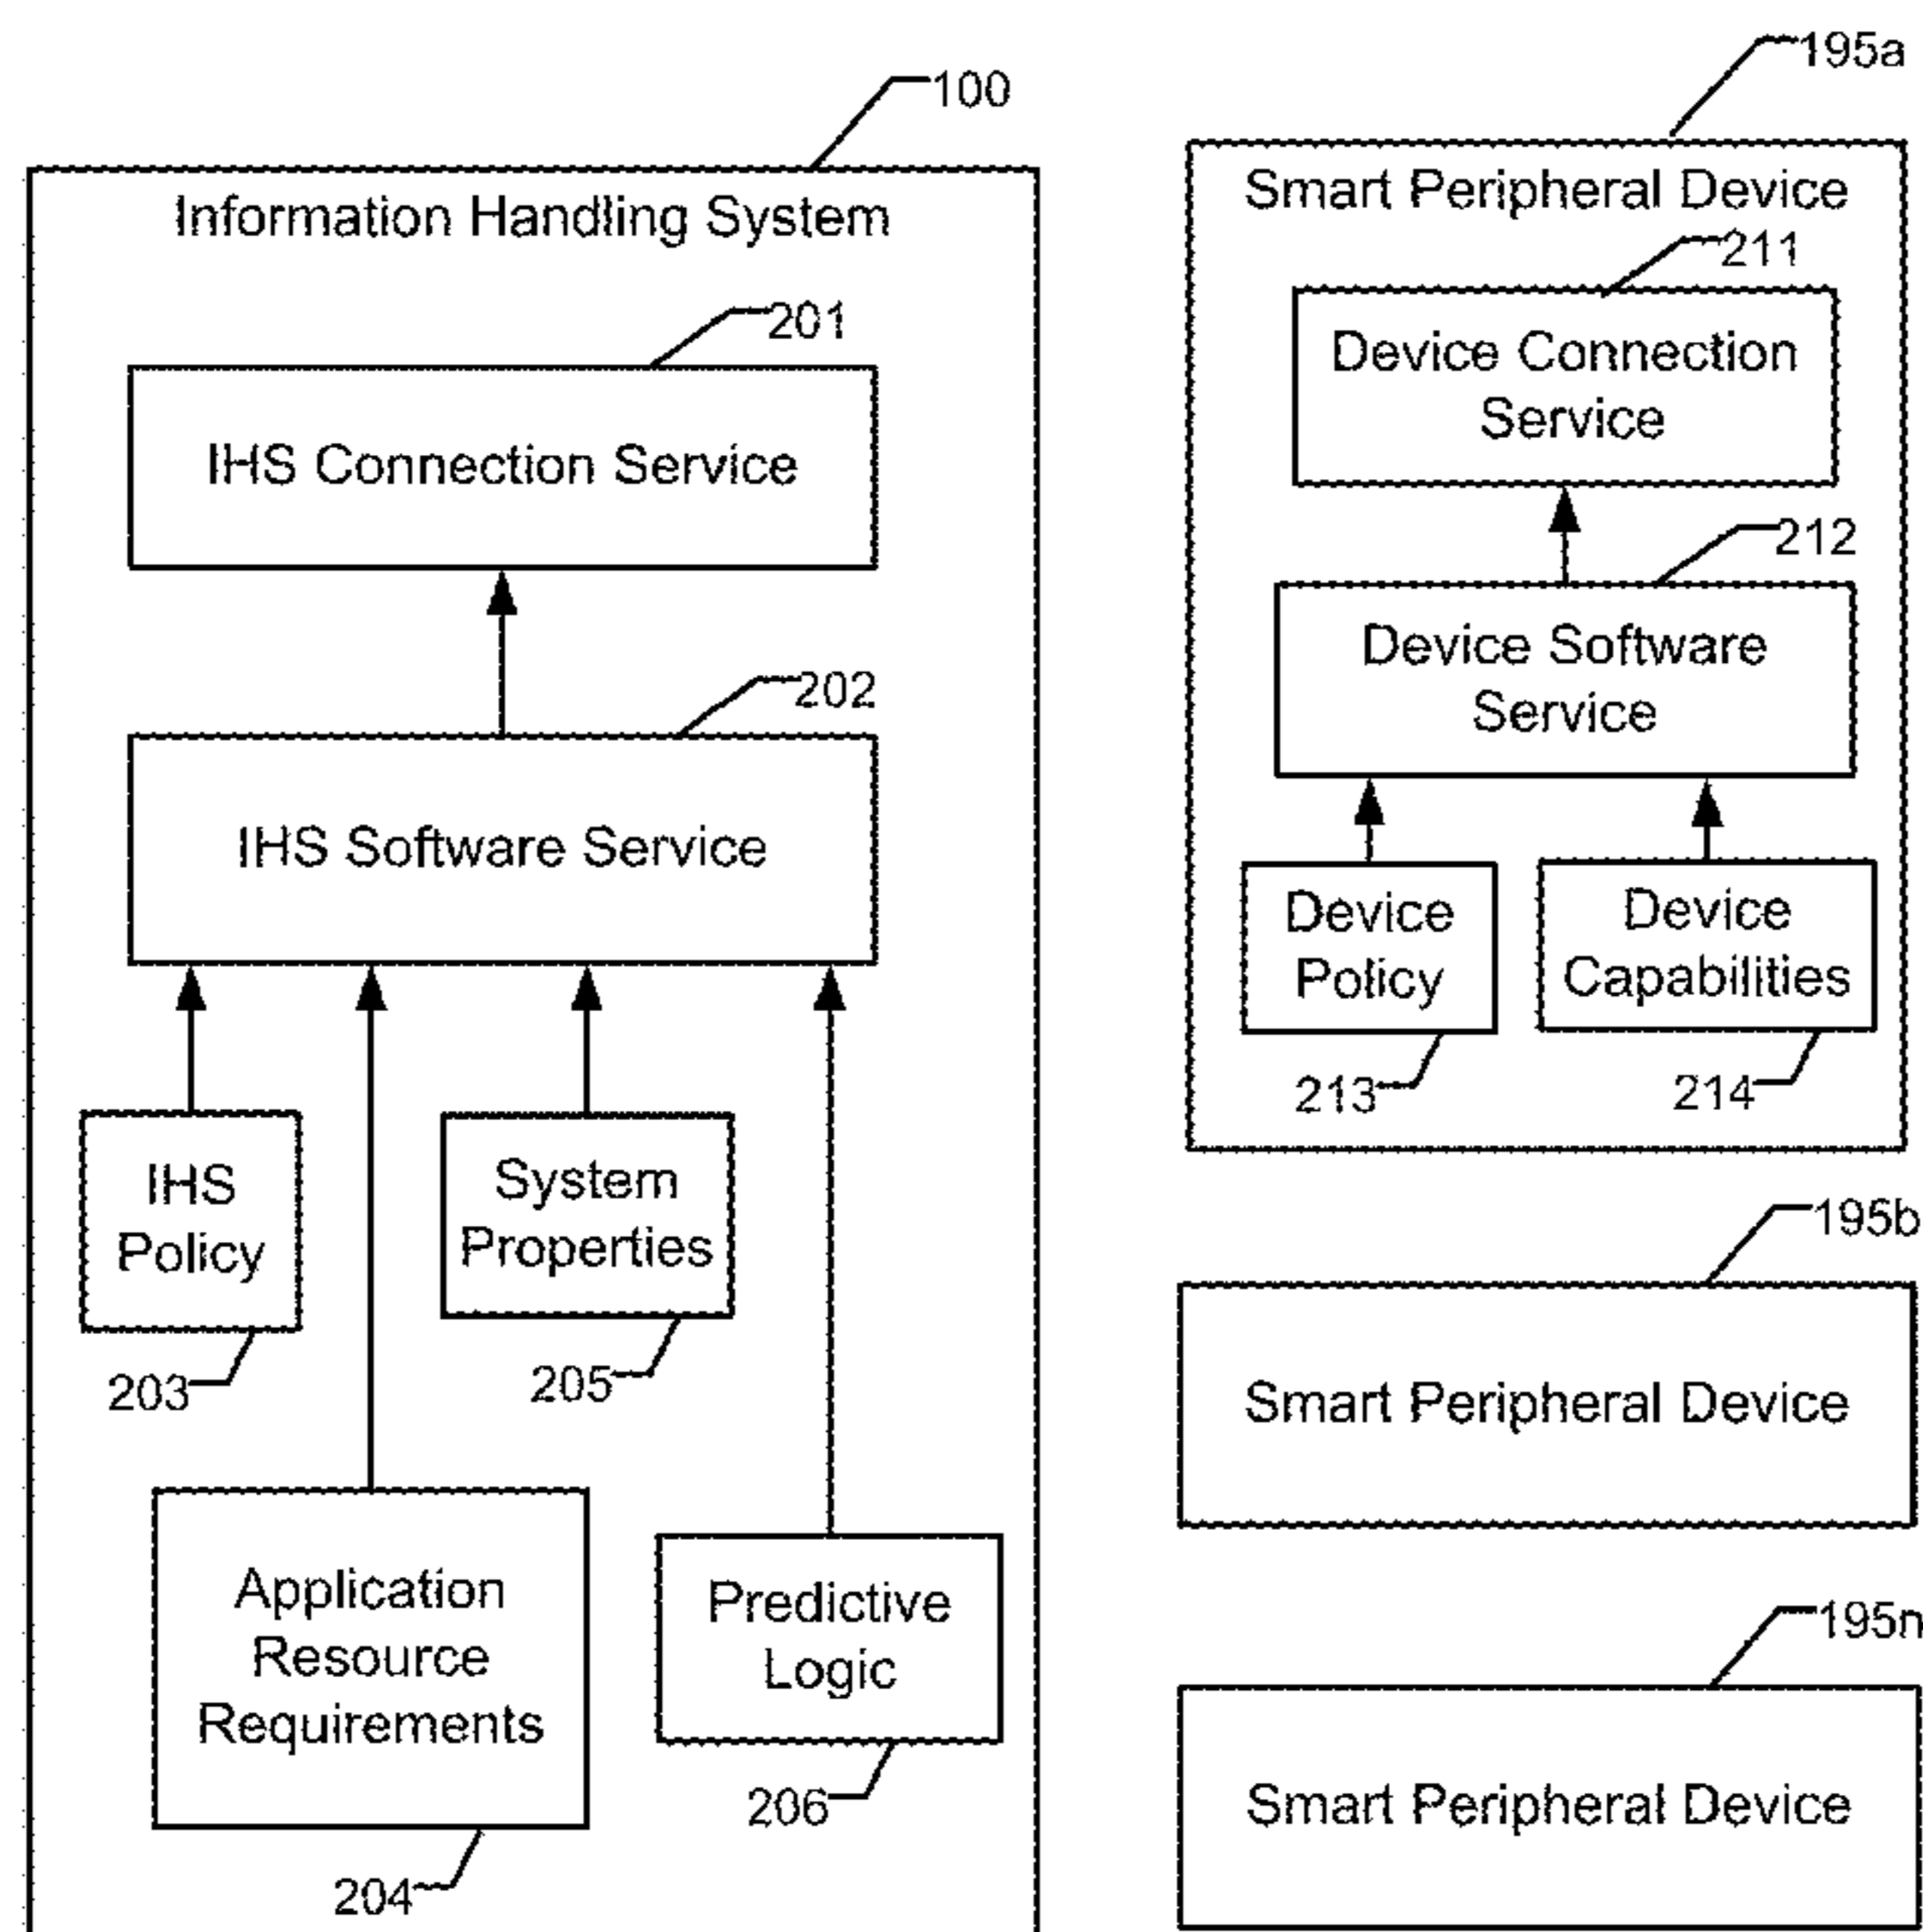 100
Information Handling System
201
IHS Connection Service
202
IHS Software Service
IHS
Policy
203
System
Properties
205
Application
Resource
Requirements
204
Predictive
Logic
206
195a
Smart Peripheral Device
211
Device Connection
Service
212
Device Software
Service
Device
Policy
213
Device
Capabilities
214
195b
Smart Peripheral Device
195n
Smart Peripheral Device